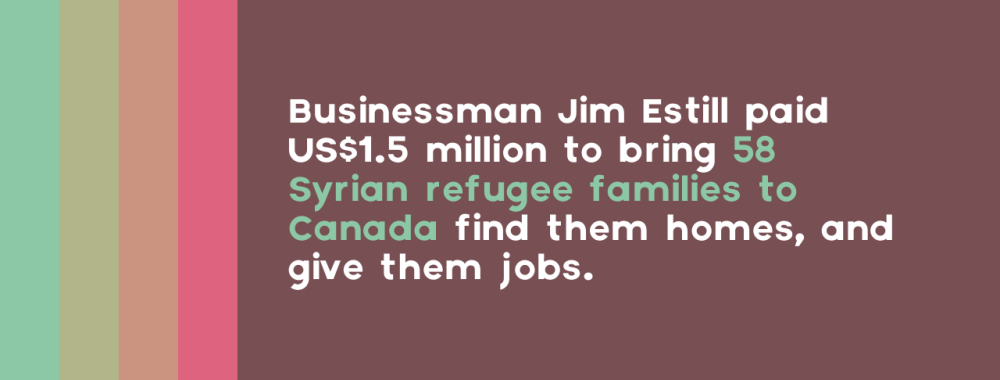 Businessman Jim Estill paid
US$1.5 million to bring 58
Syrian refugee families to
Canada find them homes, and
give them jobs.